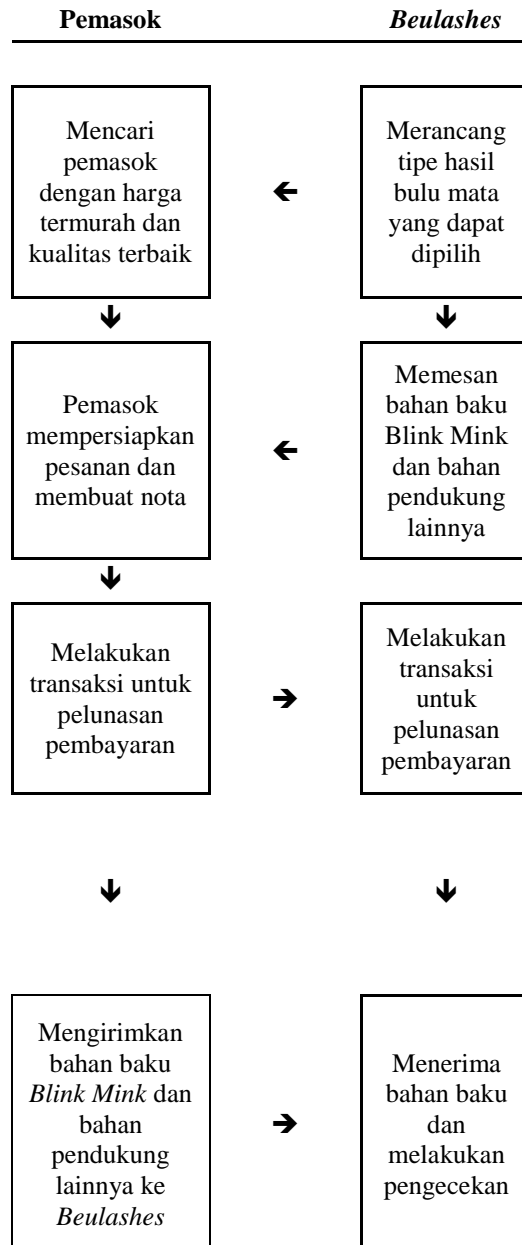 Pemasok
Beulashes
Mencari
pemasok
dengan harga
termurah dan
kualitas terbaik
Merancang
tipe hasil
bulu mata
yang dapat
dipilih
Pemasok
mempersiapkan
pesanan dan
membuat nota
Memesan
bahan baku
Blink Mink
dan bahan
pendukung
lainnya
Melakukan
transaksi untuk
pelunasan
pembayaran
Melakukan
transaksi
untuk
pelunasan
pembayaran
Mengirimkan
bahan baku
Blink Mink dan
bahan
pendukung
lainnya ke
Beulashes
Menerima
bahan baku
dan
melakukan
pengecekan